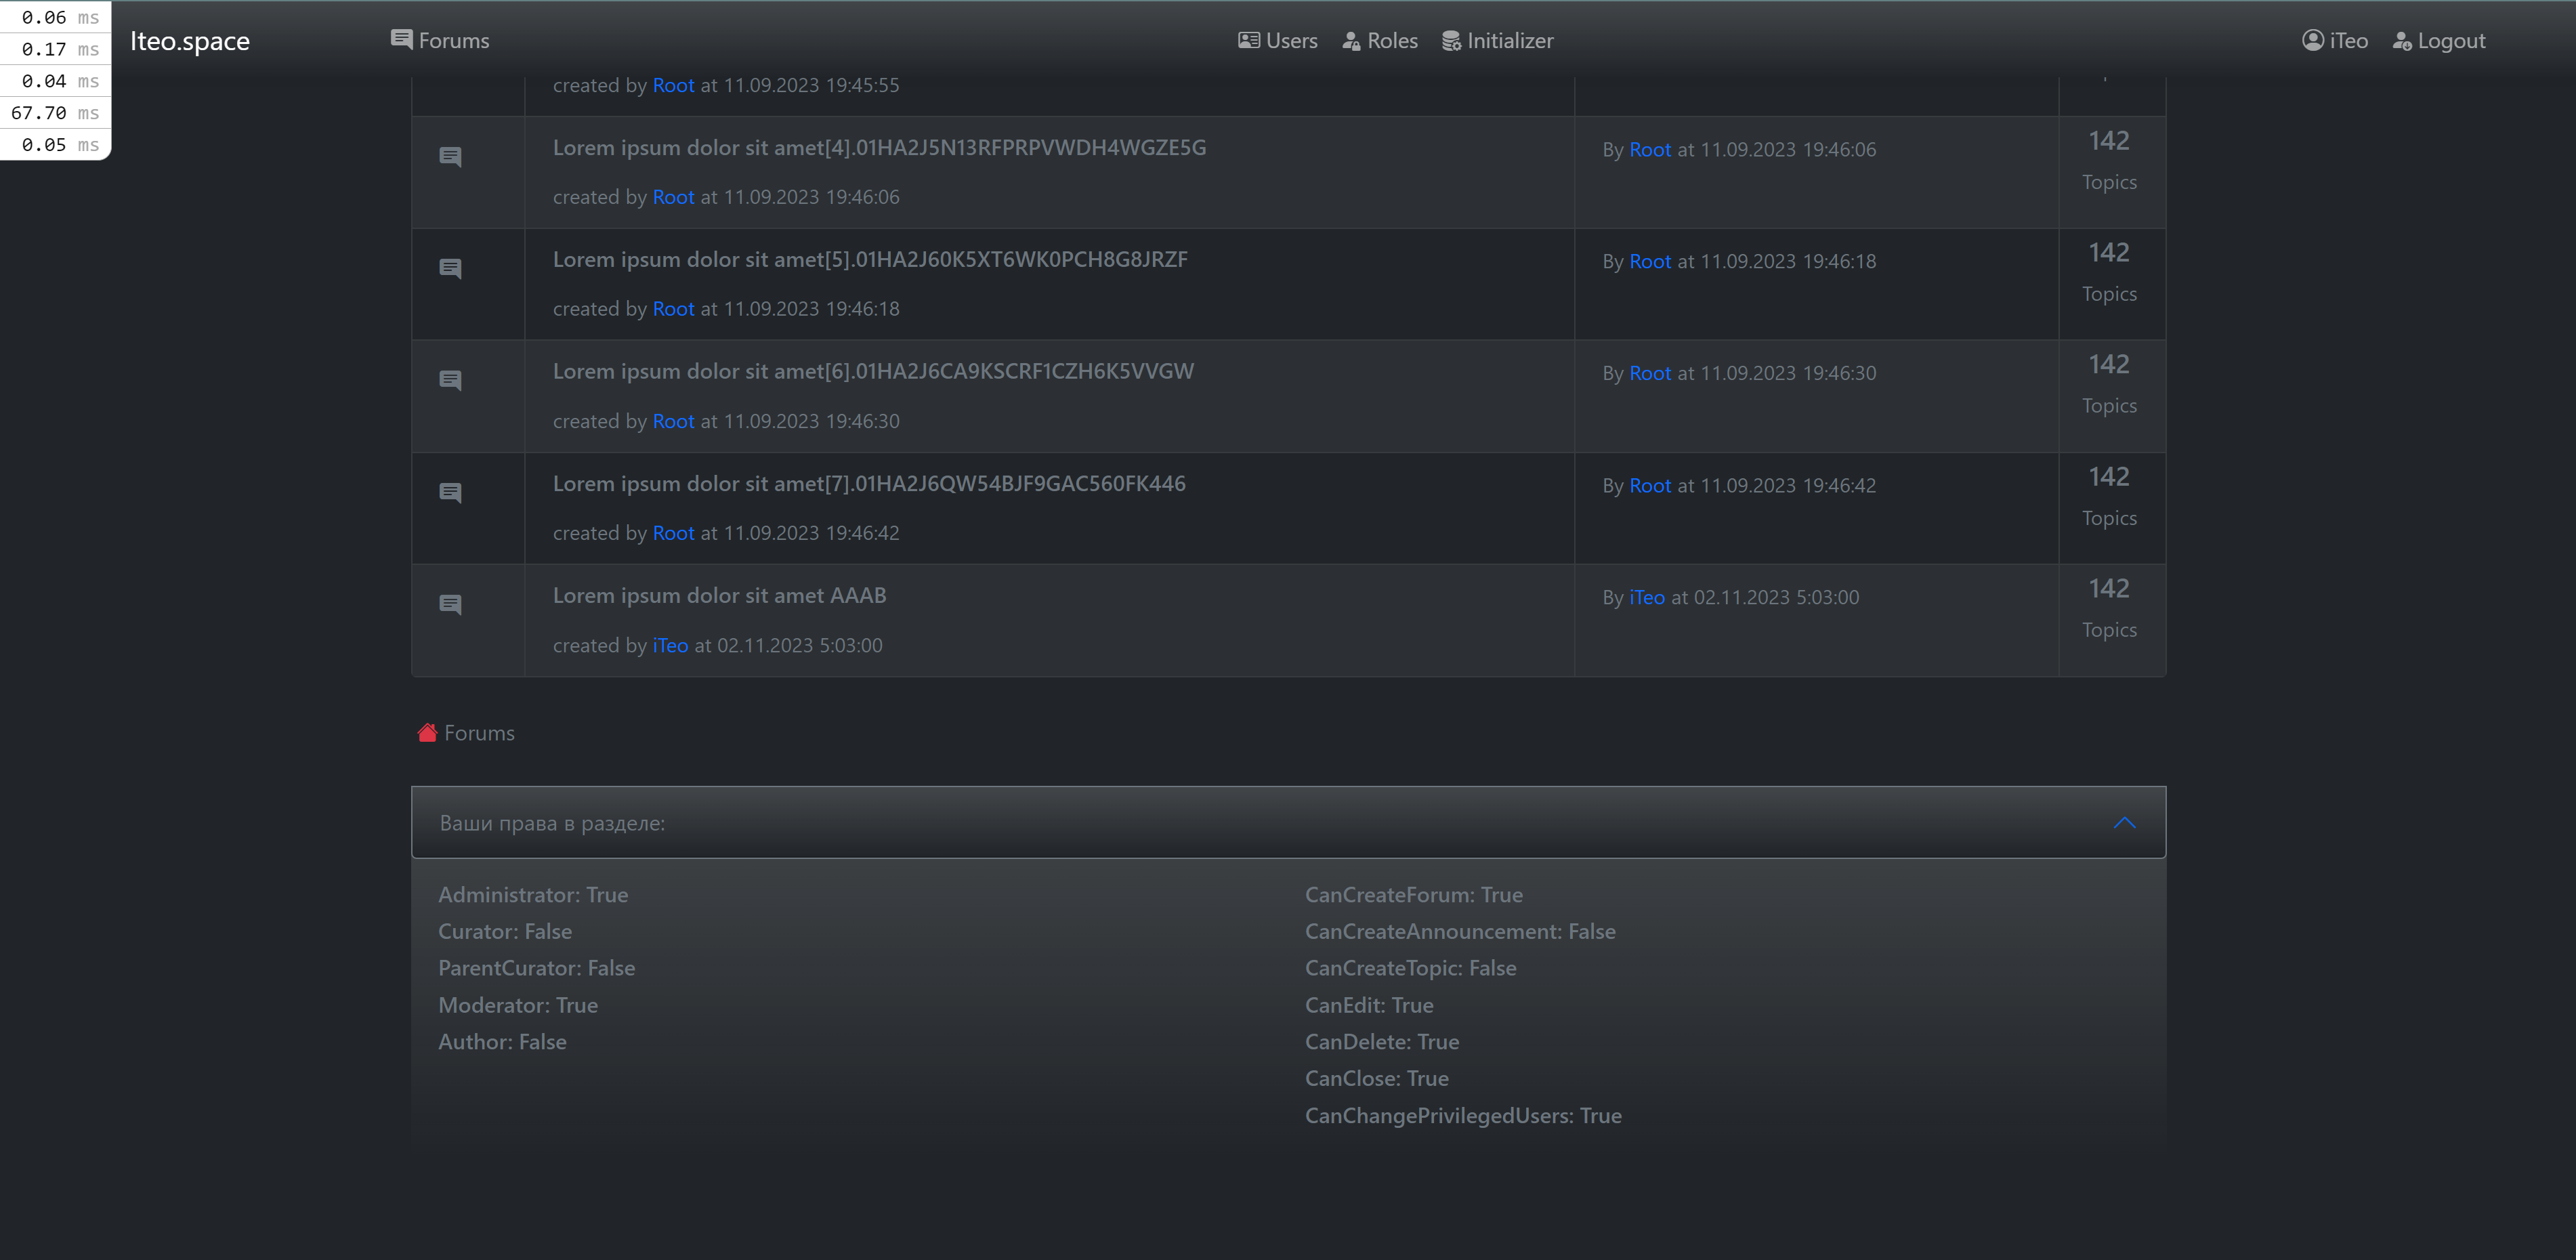 0.06 ms
0.17 ms
0.04 ms
67.70 ms
0.05 ms
Iteo.space
Forums
Users
Roles
Initializer
iTeo
Logout
created by Root at 11.09.2023 19:45:55
Lorem ipsum dolor sit amet[4].01HA2J5N13RFPRPVWDH4WGZE5G
created by Root at 11.09.2023 19:46:06
By Root at 11.09.2023 19:46:06
142
Topics
Lorem ipsum dolor sit amet[5].01HA2J60K5XT6WK0PCH8G8JRZF
created by Root at 11.09.2023 19:46:18
By Root at 11.09.2023 19:46:18
142
Topics
Lorem ipsum dolor sit amet[6].01HA2J6CA9KSCRF1CZH6K5VVGW
created by Root at 11.09.2023 19:46:30
By Root at 11.09.2023 19:46:30
142
Topics
Lorem ipsum dolor sit amet[7].01HA2J6QW54BJF9GAC560FK446
created by Root at 11.09.2023 19:46:42
By Root at 11.09.2023 19:46:42
142
Topics
Lorem ipsum dolor sit amet AAAB
created by iTeo at 02.11.2023 5:03:00
By iTeo at 02.11.2023 5:03:00
142
Topics
Forums
Ваши права в разделе:
Administrator: True
Curator: False
ParentCurator: False
Moderator: True
Author: False
CanCreateForum: True
CanCreateAnnouncement: False
CanCreateTopic: False
CanEdit: True
CanDelete: True
CanClose: True
CanChangePrivilegedUsers: True